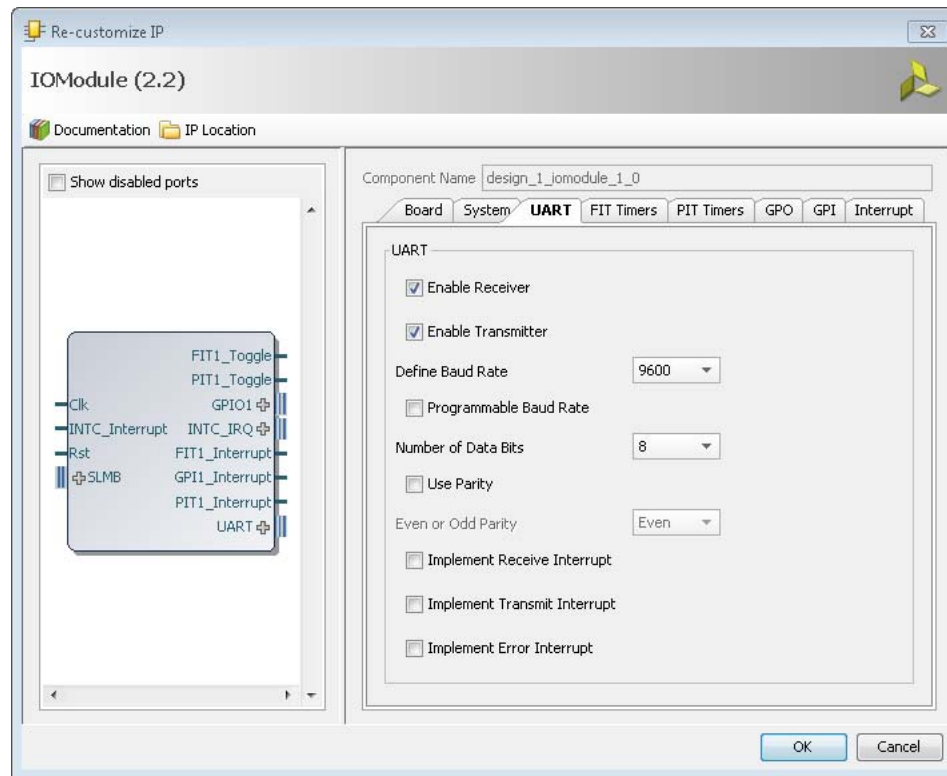 Re-customize IP
IOModule (2.2)
Documentation IP Location
Show disabled ports
FIT1_Toggle
PIT1_Toggle
Clk GPIO1
INTC_Interrupt INTC_IRQ
Rst FIT1_Interrupt
SLMB GPI1_Interrupt
PIT1_Interrupt
UART
Component Name design_1_iomodule_1_0
Board System UART FIT Timers PIT Timers GPO GPI Interrupt
UART
Enable Receiver
Enable Transmitter
Define Baud Rate 9600
Programmable Baud Rate
Number of Data Bits 8
Use Parity
Even or Odd Parity Even
Implement Receive Interrupt
Implement Transmit Interrupt
Implement Error Interrupt
OK Cancel